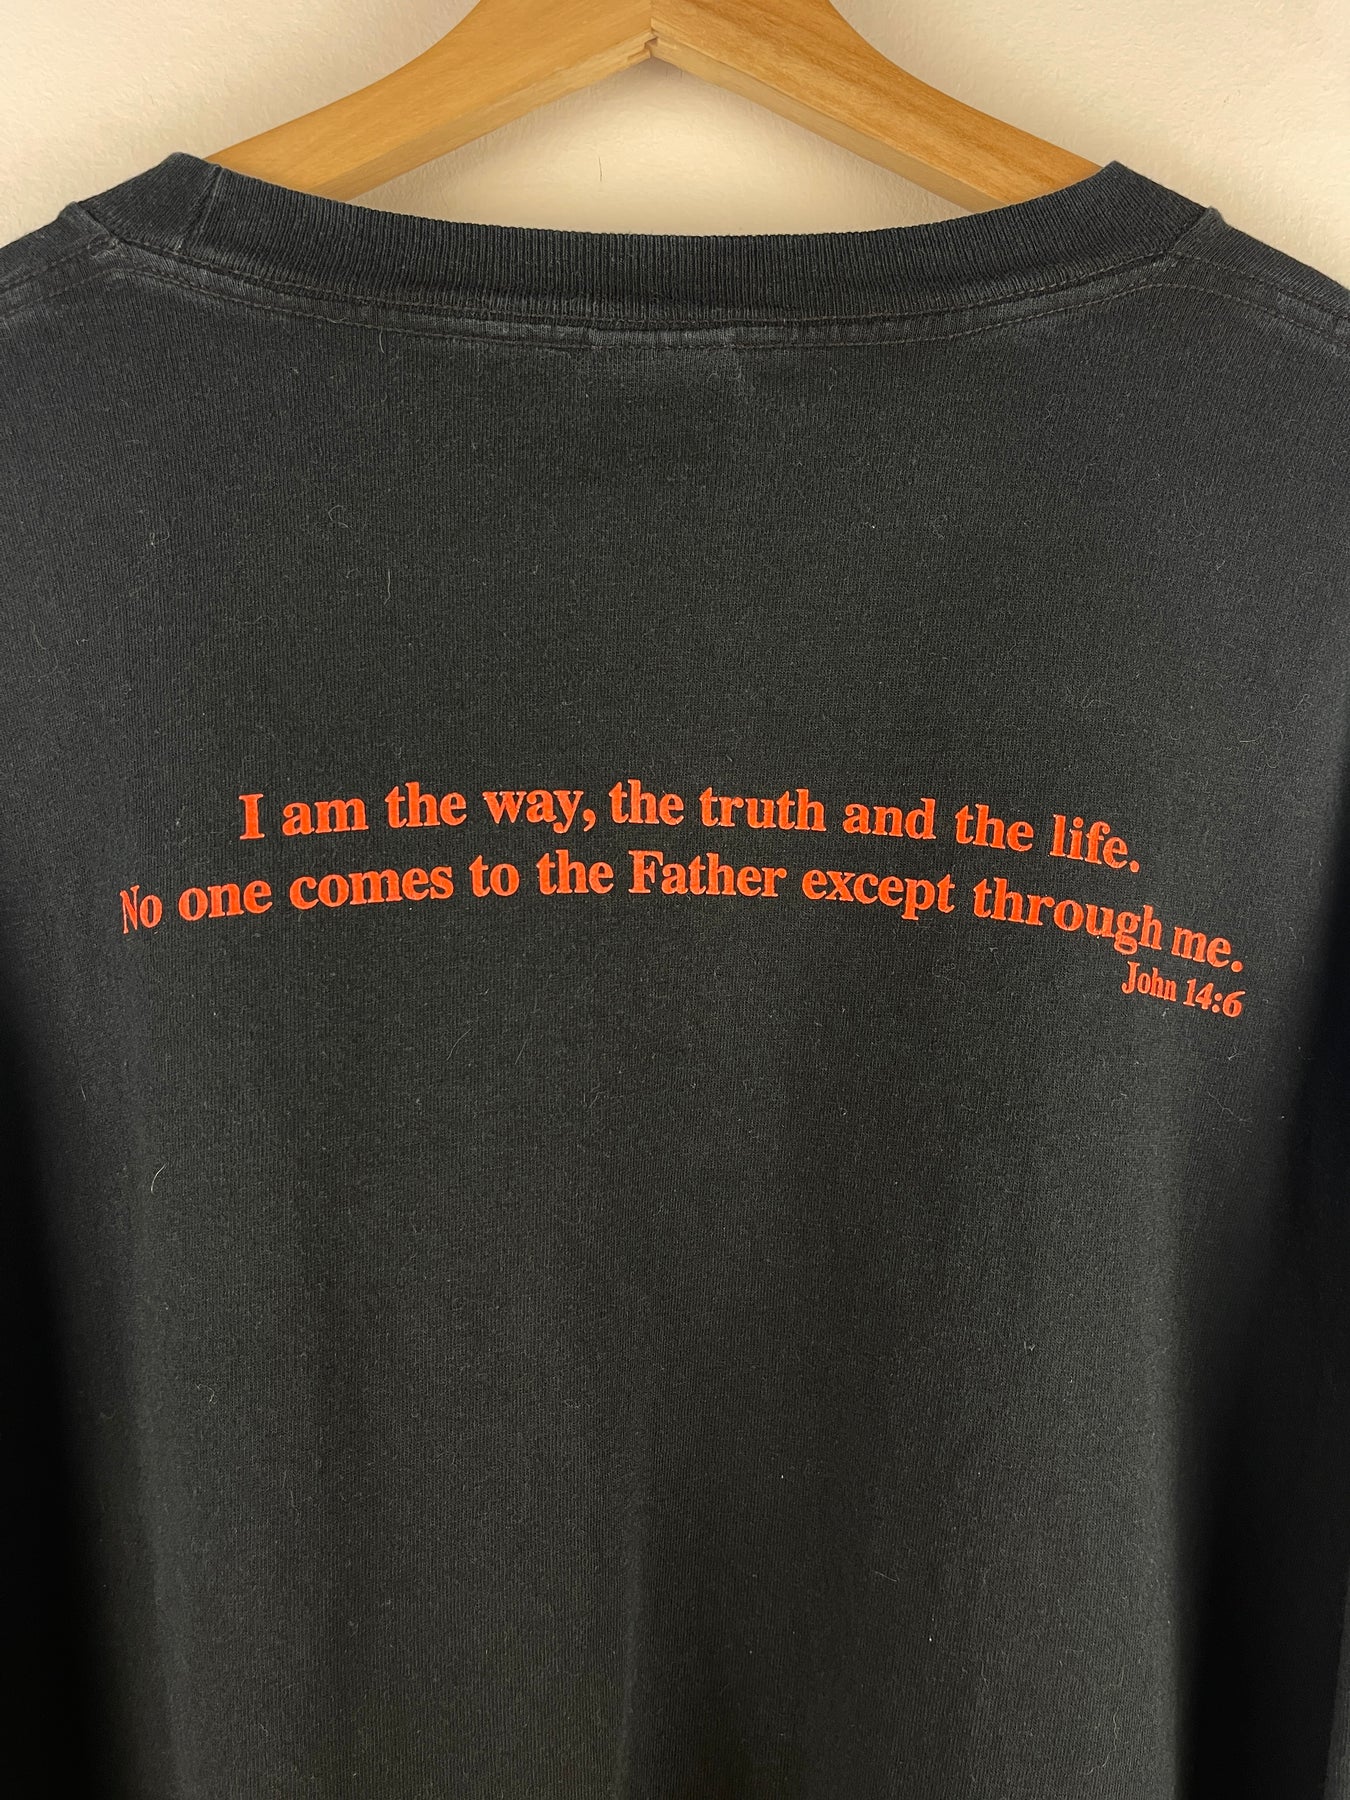 I am the way, the truth and the life.
No one comes to the Father except through me.
John 14:6